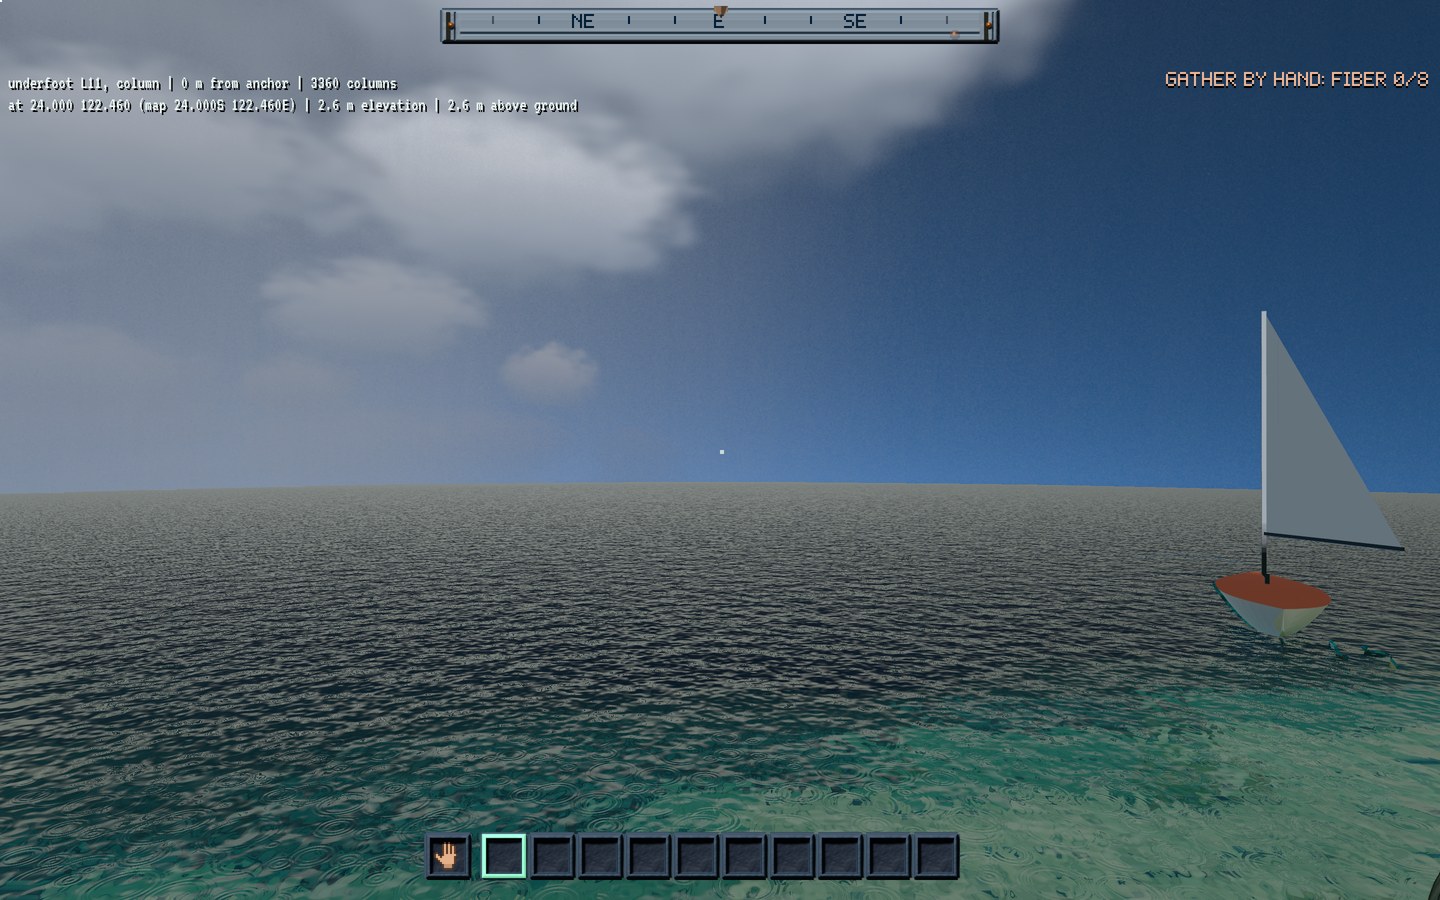 NE E SE
underfoot L11, column | 0 m from anchor | 3360 columns
at 24.000 122.460 (map 24.000S 122.460E) | 2.6 m elevation | 2.6 m above ground
GATHER BY HAND: FIBER 0/8